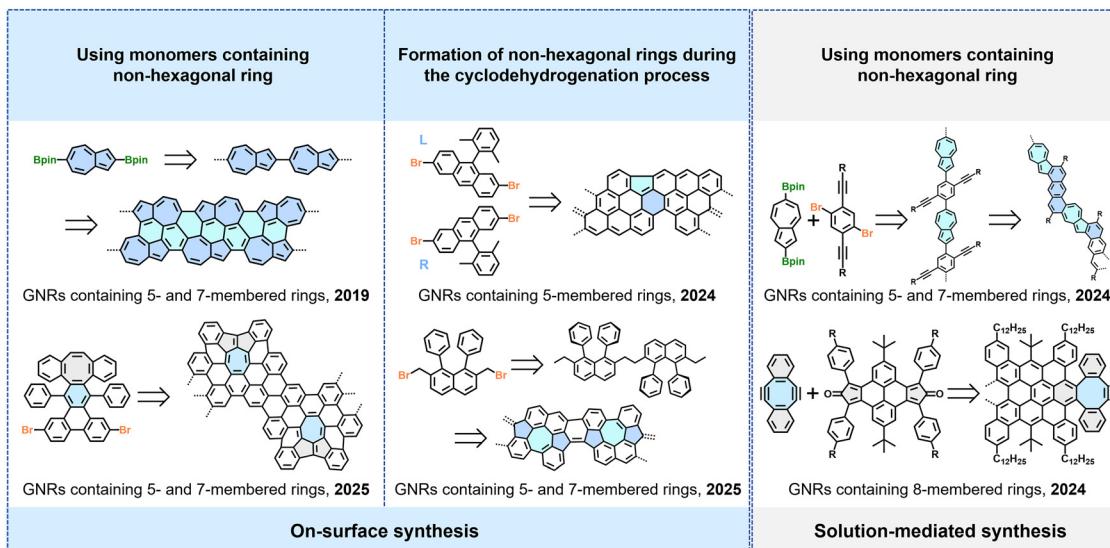 Using monomers containing
non-hexagonal ring
Formation of non-hexagonal rings during
the cyclodehydrogenation process
Using monomers containing
non-hexagonal ring
Bpin
Bpin
GNRs containing 5- and 7-membered rings, 2019
L
Br
Br
Br
Br
R
GNRs containing 5-membered rings, 2024
Bpin
Bpin
+
R
Br
Br
R
R
R
R
R
R
R
R
R
GNRs containing 5- and 7-membered rings, 2024
Br
Br
GNRs containing 5- and 7-membered rings, 2025
Br
Br
GNRs containing 5- and 7-membered rings, 2025
+
R
R
O
O
R
R
C12H25
C12H25
C12H25
C12H25
GNRs containing 8-membered rings, 2024
On-surface synthesis
Solution-mediated synthesis